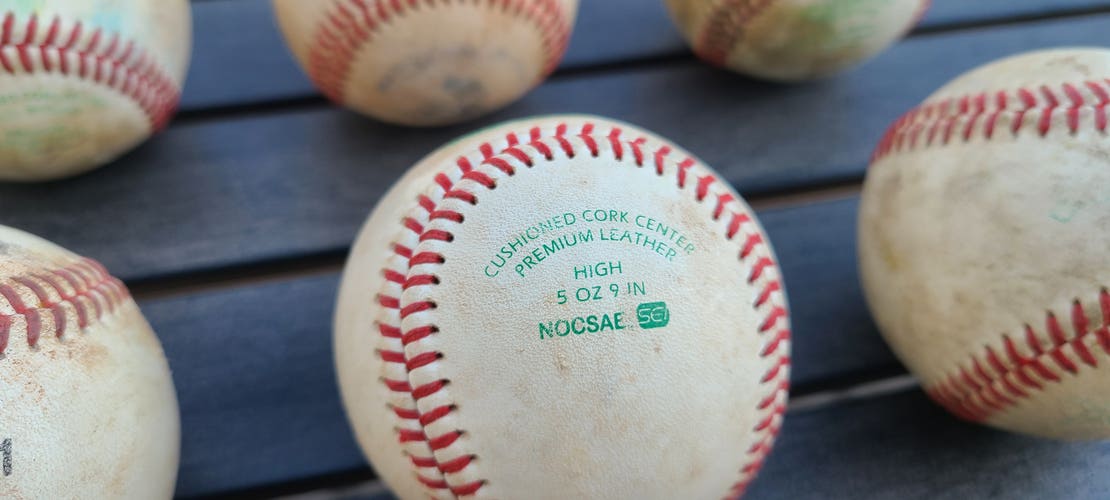 CUSHIONED CORK CENTER
PREMIUM LEATHER
HIGH
5 OZ 9 IN
NOCSAE SEI